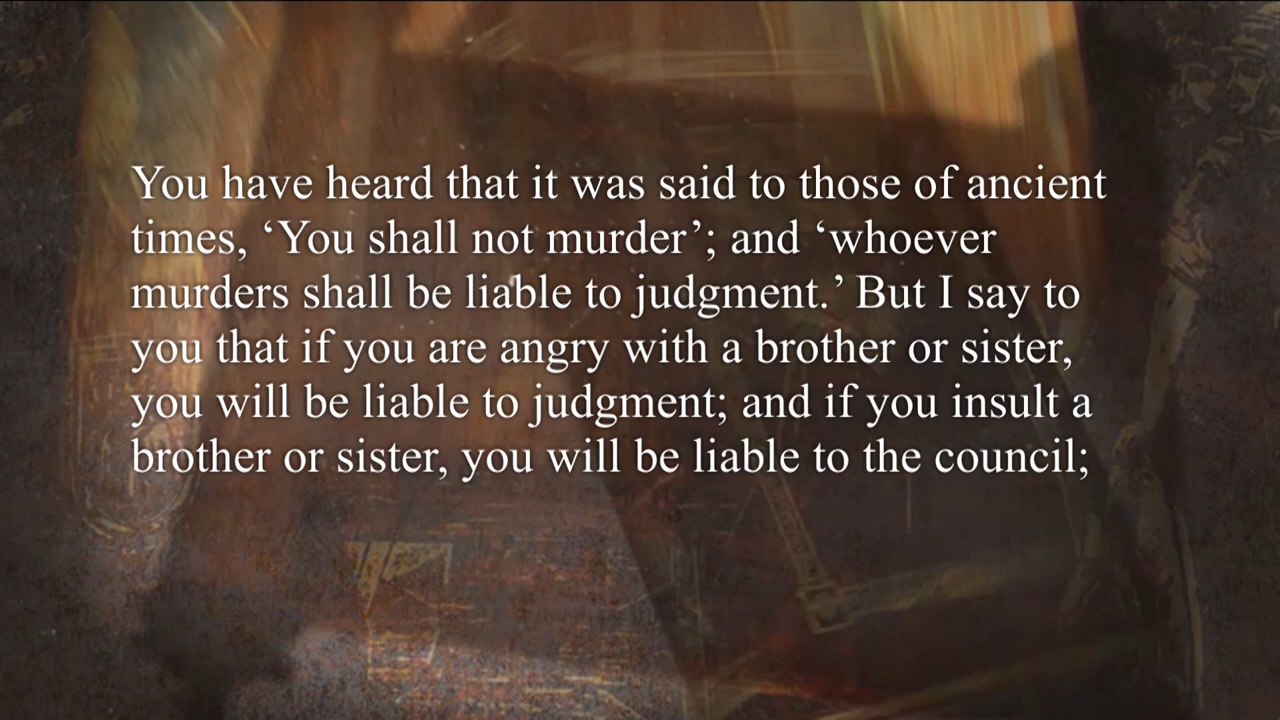 You have heard that it was said to those of ancient
times, ‘You shall not murder’; and ‘whoever
murders shall be liable to judgment.’ But I say to
you that if you are angry with a brother or sister,
you will be liable to judgment; and if you insult a
brother or sister, you will be liable to the council;